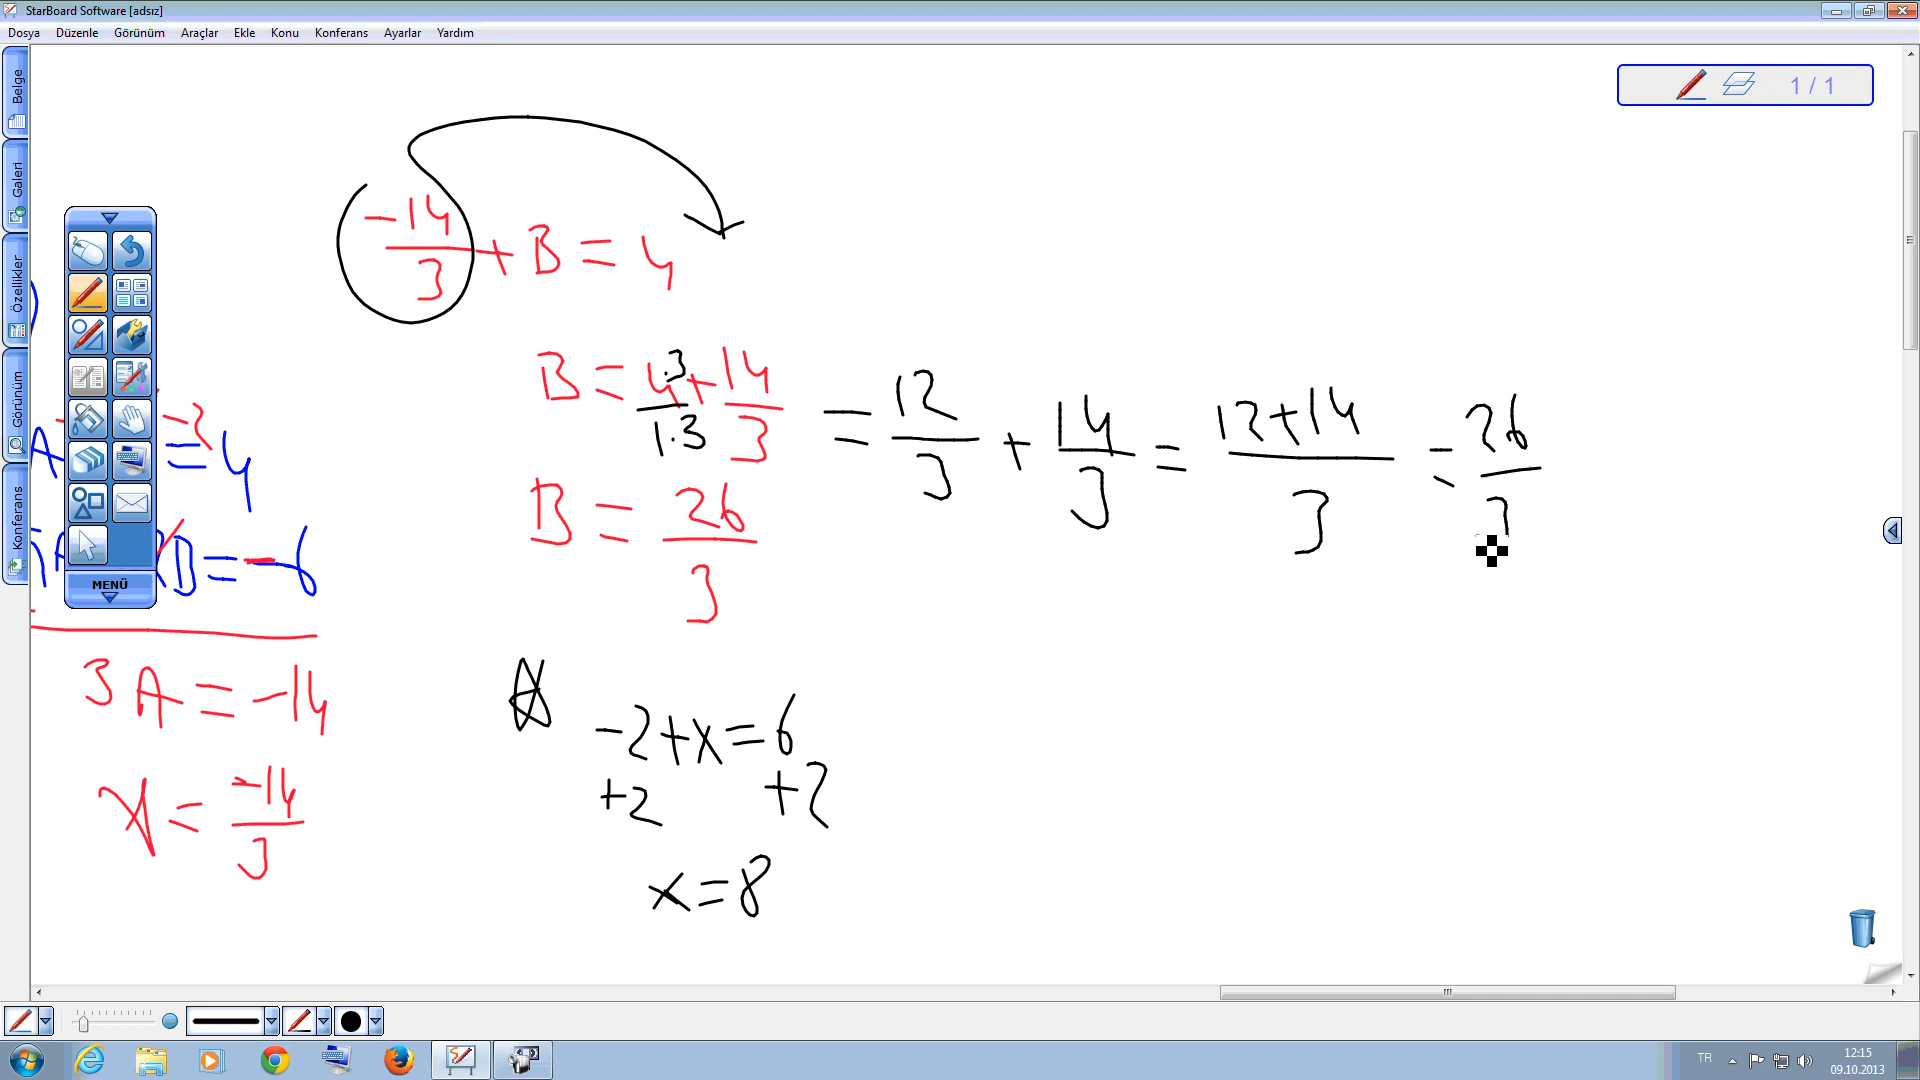 StarBoard Software [adsız]
Dosya Düzenle Görünüm Araçlar Ekle Konu Konferans Ayarlar Yardım
1 / 1
Belge
Galeri
Özellikler
Görünüm
Konferans
MENÜ
-14/3 + B = 4
B = 4.3/1.3 + 14/3 = 12/3 + 14/3 = 12+14/3 = 26/3
B = 26/3
-2
A = 4
B = -6
3A = -14
= -14/3
-2+x=6
+2 +2
x=8
TR
12:15
09.10.2013